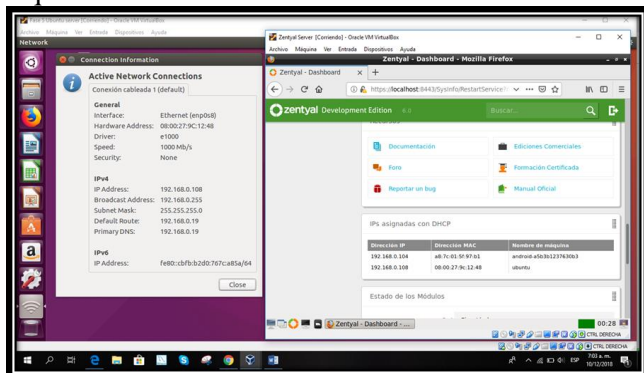 Fase 3 Ubuntu server [Corriendo] - Oracle VM VirtualBox
Archivo Máquina Ver Entrada Dispositivos Ayuda
Network
Connection Information
Active Network Connections
Conexión cableada 1 (default)
General
Interface: Ethernet (enp0s8)
Hardware Address: 08:00:27:9C:12:48
Driver: e1000
Speed: 1000 Mb/s
Security: None
IPv4
IP Address: 192.168.0.108
Broadcast Address: 192.168.0.255
Subnet Mask: 255.255.255.0
Default Route: 192.168.0.19
Primary DNS: 192.168.0.19
IPv6
IP Address: fe80::cbfb:b2d0:767c:a85a/64
Close
Zentyal Server [Corriendo] - Oracle VM VirtualBox
Archivo Máquina Ver Entrada Dispositivos Ayuda
Zentyal - Dashboard - Mozilla Firefox
Zentyal - Dashboard
https://localhost:8443/SysInfo/RestartService
zentyal Development Edition 6.0
Buscar...
Documentación
Ediciones Comerciales
Foro
Formación Certificada
Reportar un bug
Manual Oficial
IPs asignadas con DHCP
Dirección IP Dirección MAC Nombre de máquina
192.168.0.104 a8:7c:01:5f:97:b1 android-a5b3b1237630b3
192.168.0.108 08:00:27:9c:12:48 ubuntu
Estado de los Módulos
Zentyal - Dashboard - ...
00:28
CTRL DERECHA
CTRL DERECHA
ESP
7:03 a. m.
10/12/2018